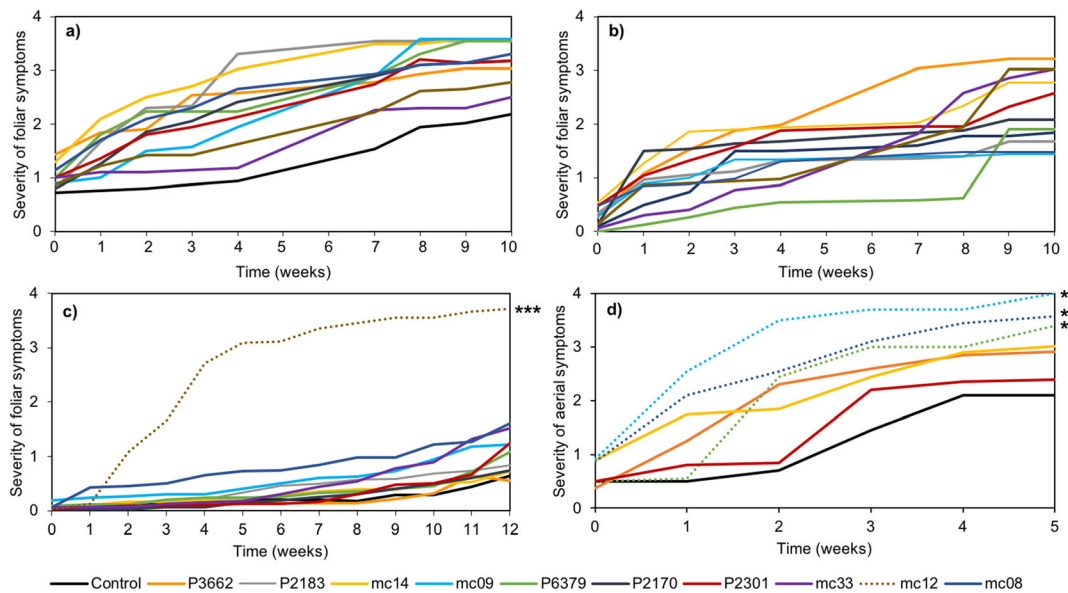 a)
Severity of foliar symptoms
4
3
2
1
0
0 1 2 3 4 5 6 7 8 9 10
Time (weeks)
b)
Severity of foliar symptoms
4
3
2
1
0
0 1 2 3 4 5 6 7 8 9 10
Time (weeks)
c)
Severity of foliar symptoms
4
3
2
1
0
0 1 2 3 4 5 6 7 8 9 10 11 12
Time (weeks)
***
d)
Severity of aerial symptoms
4
3
2
1
0
0 1 2 3 4 5
Time (weeks)
*
*
*
Control P3662 P2183 mc14 mc09 P6379 P2170 P2301 mc33 mc12 mc08